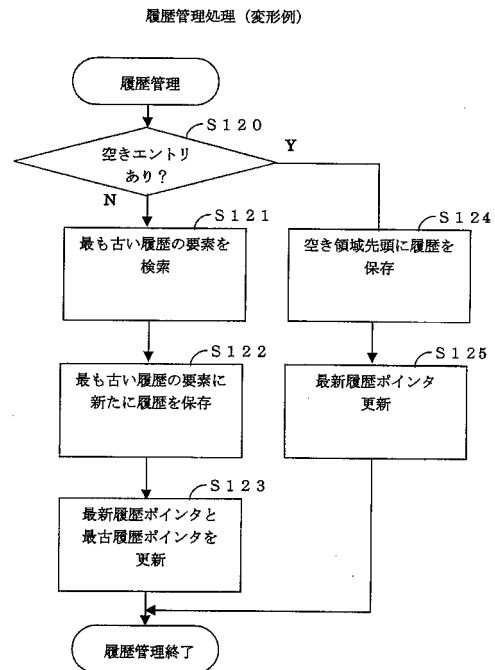 履歴管理処理（変形例）
履歴管理
S120
空きエントリ
あり？
Y
N
S121
最も古い履歴の要素を
検索
S124
空き領域先頭に履歴を
保存
S122
最も古い履歴の要素に
新たに履歴を保存
S125
最新履歴ポインタ
更新
S123
最新履歴ポインタと
最古履歴ポインタを
更新
履歴管理終了